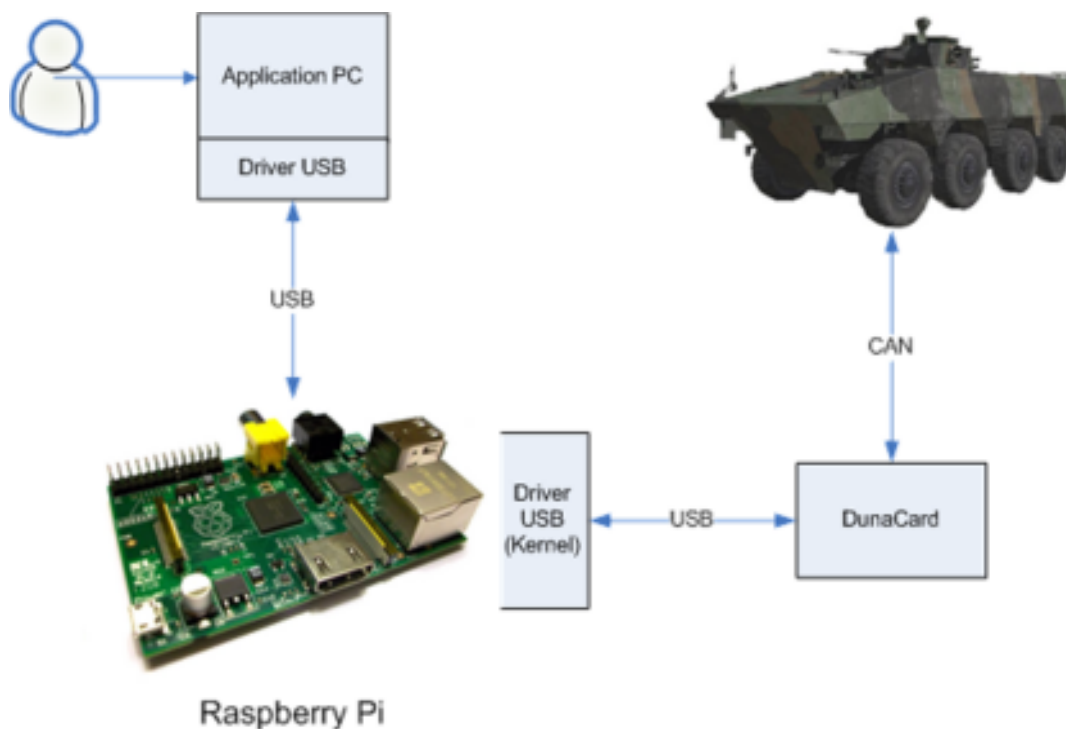 Application PC
Driver USB
USB
CAN
Driver
USB
(Kernel)
USB
DunaCard
Raspberry Pi